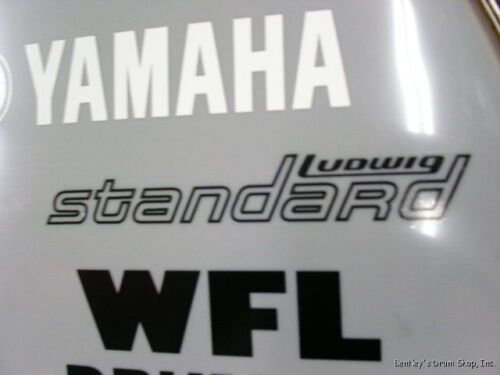 YAMAHA
Ludwig
standard
WFL
Bentley's Drum Shop, Inc.